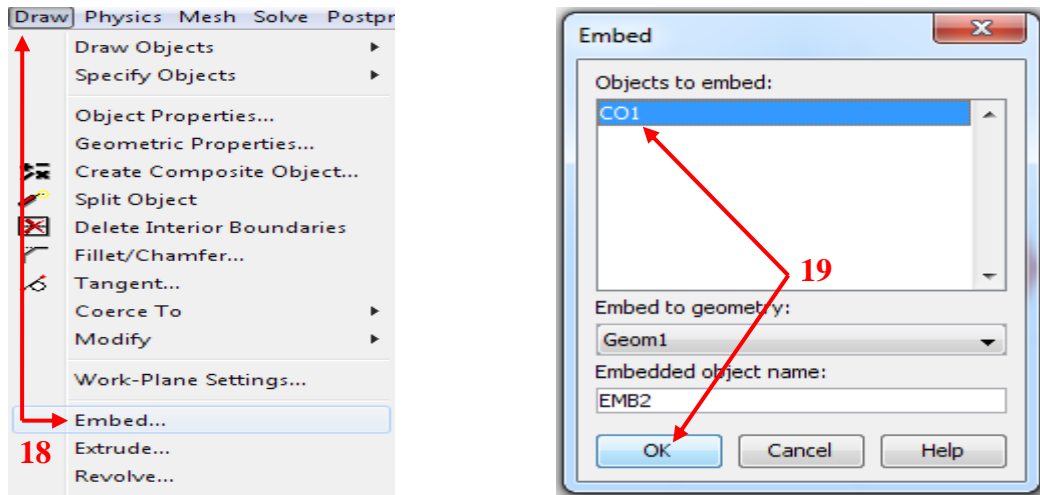 Draw Physics Mesh Solve Postpr
Draw Objects
Specify Objects
Object Properties...
Geometric Properties...
Create Composite Object...
Split Object
Delete Interior Boundaries
Fillet/Chamfer...
Tangent...
Coerce To
Modify
Work-Plane Settings...
Embed...
18
Extrude...
Revolve...
Embed
Objects to embed:
CO1
19
Embed to geometry:
Geom1
Embedded object name:
EMB2
OK Cancel Help